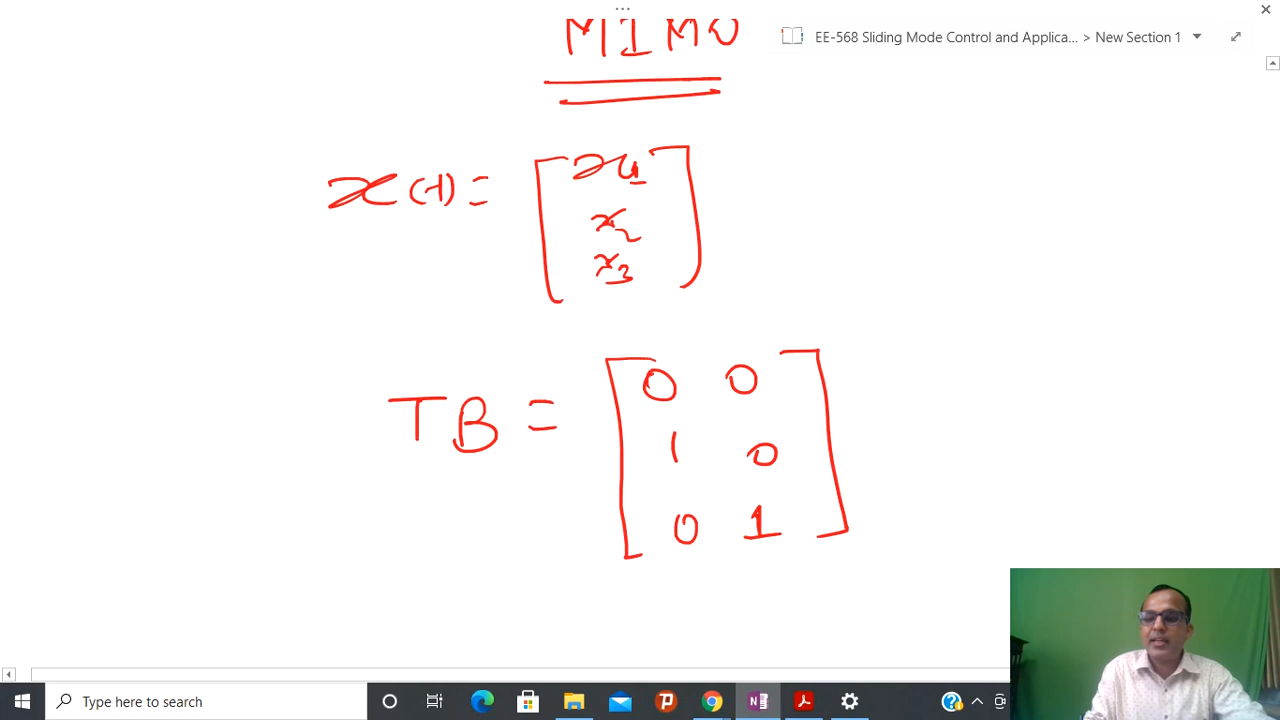 EE-568 Sliding Mode Control and Applica... > New Section 1
MIMO
x(t) = [x1
x2
x3]
TB = [0 0
1 0
0 1]
Type here to search